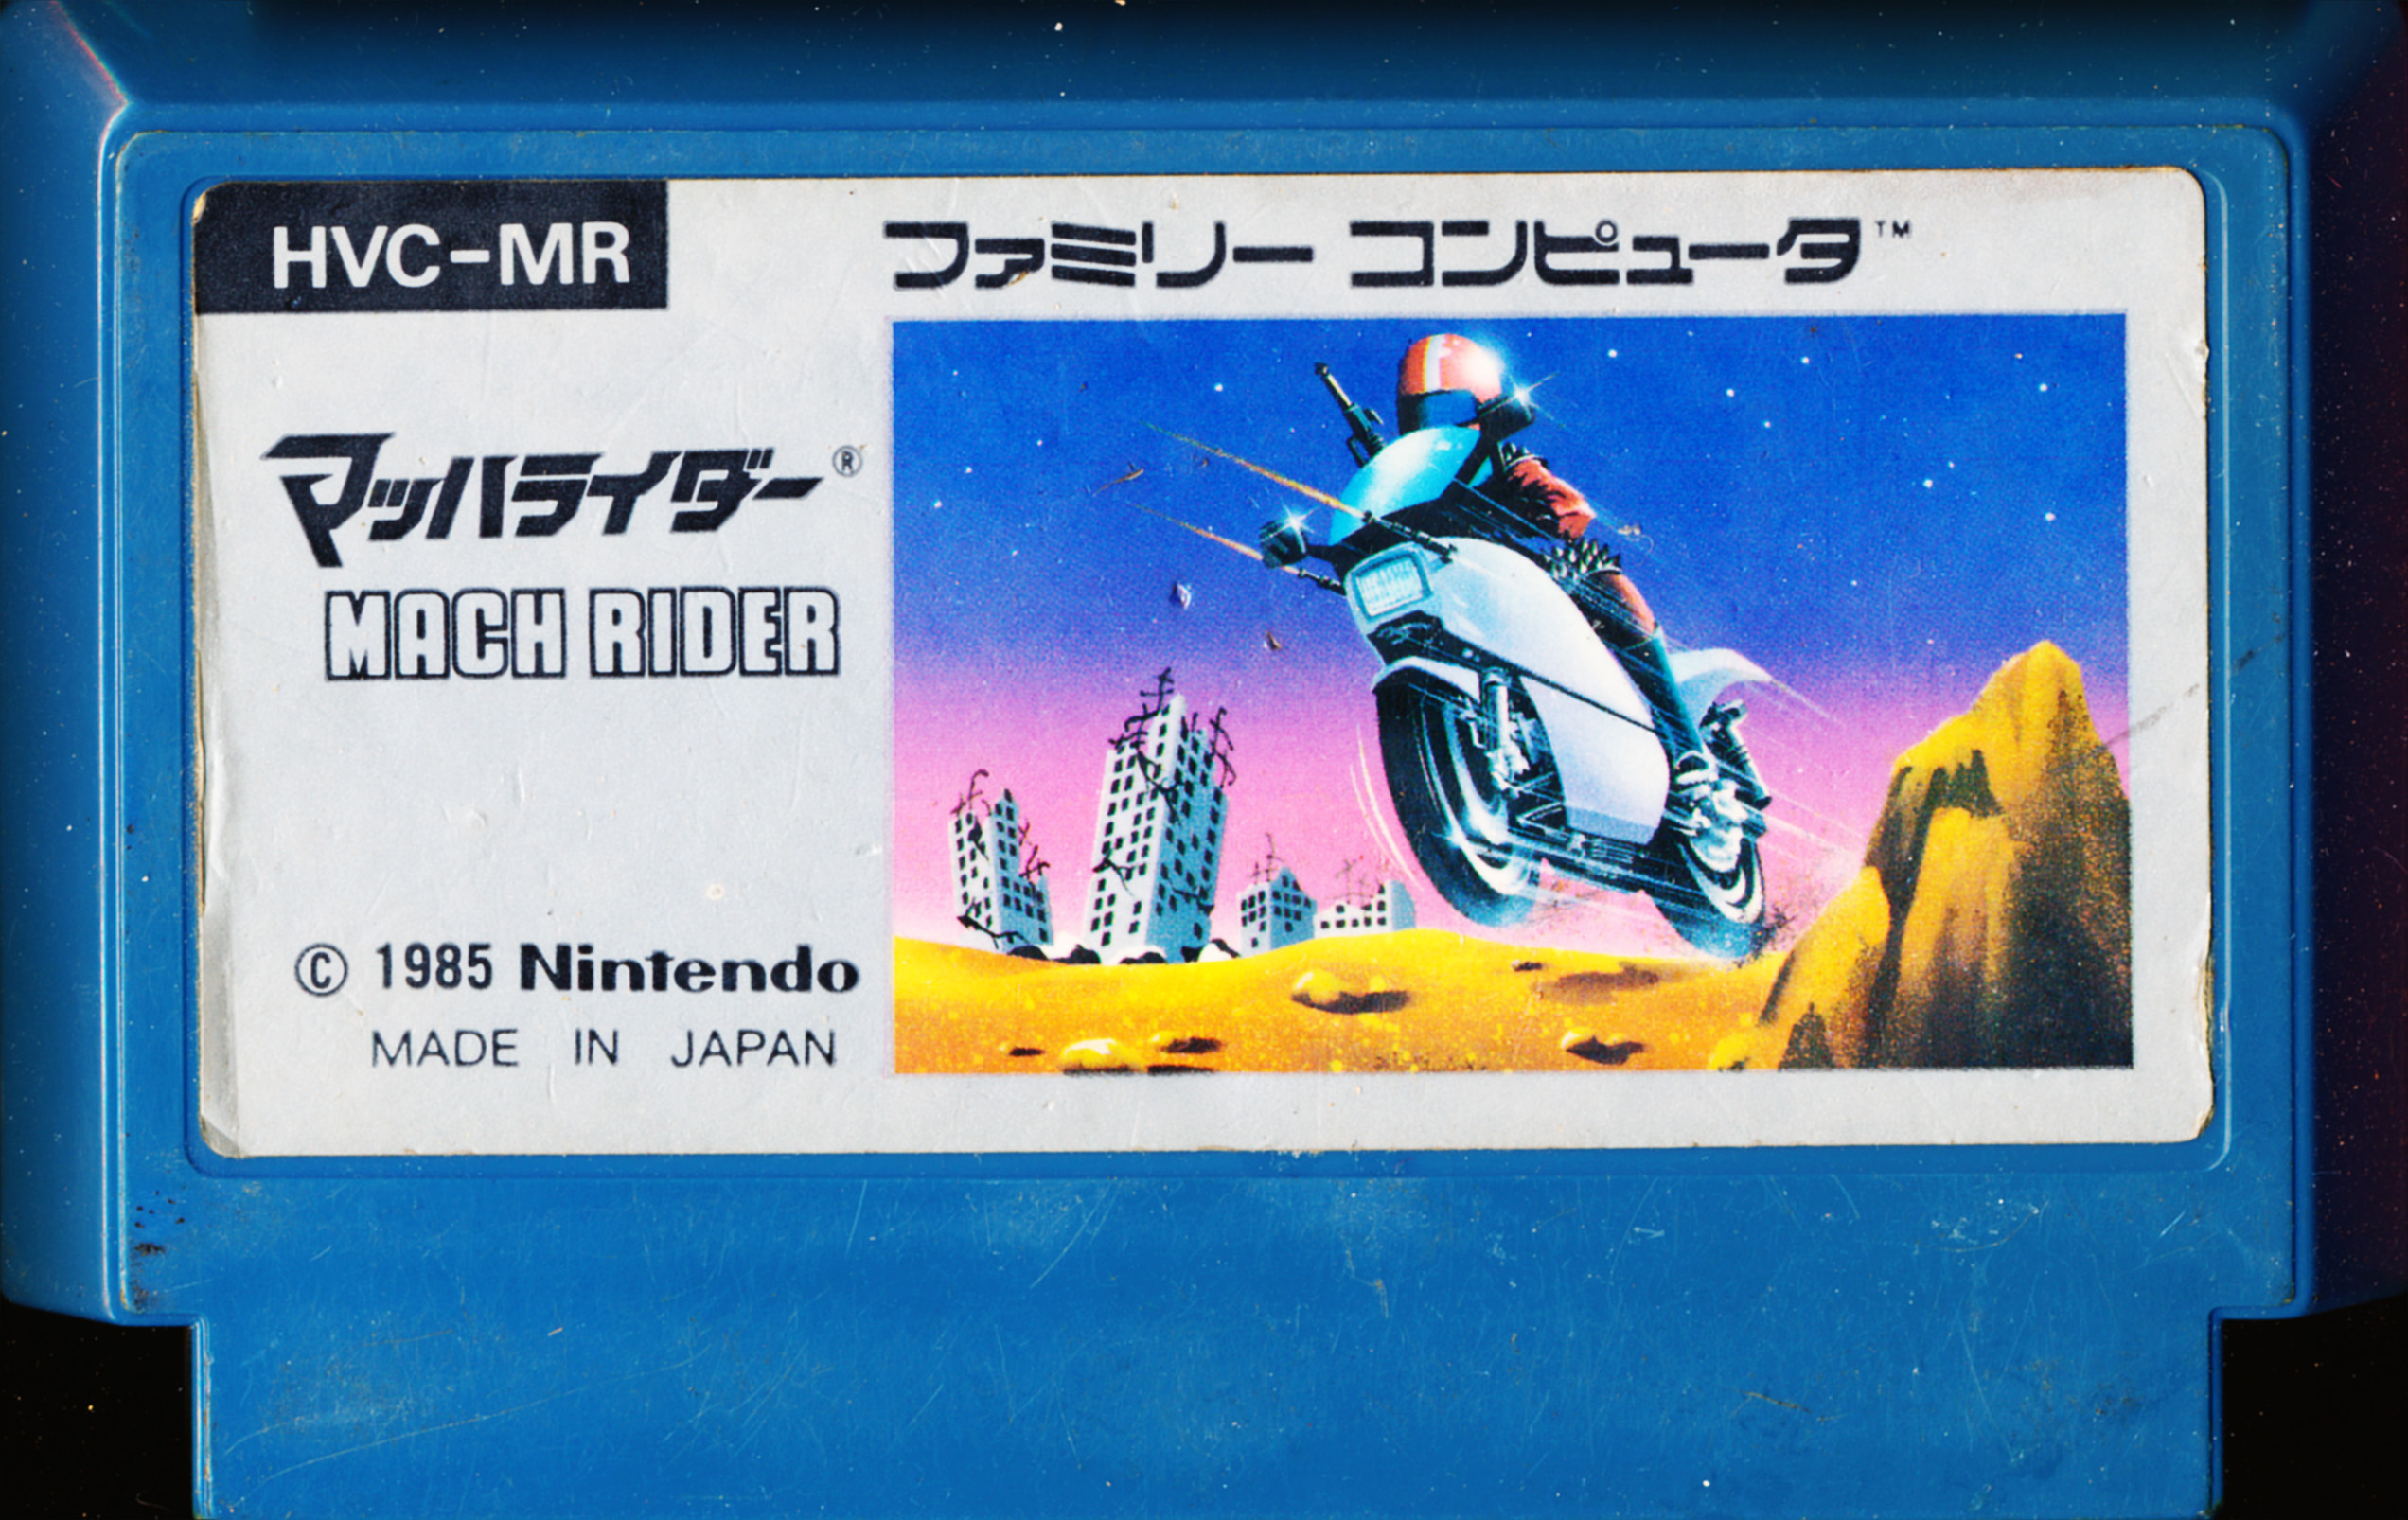 HVC-MR
ファミリー コンピュータ™
マッハライダー®
MACH RIDER
© 1985 Nintendo
MADE IN JAPAN